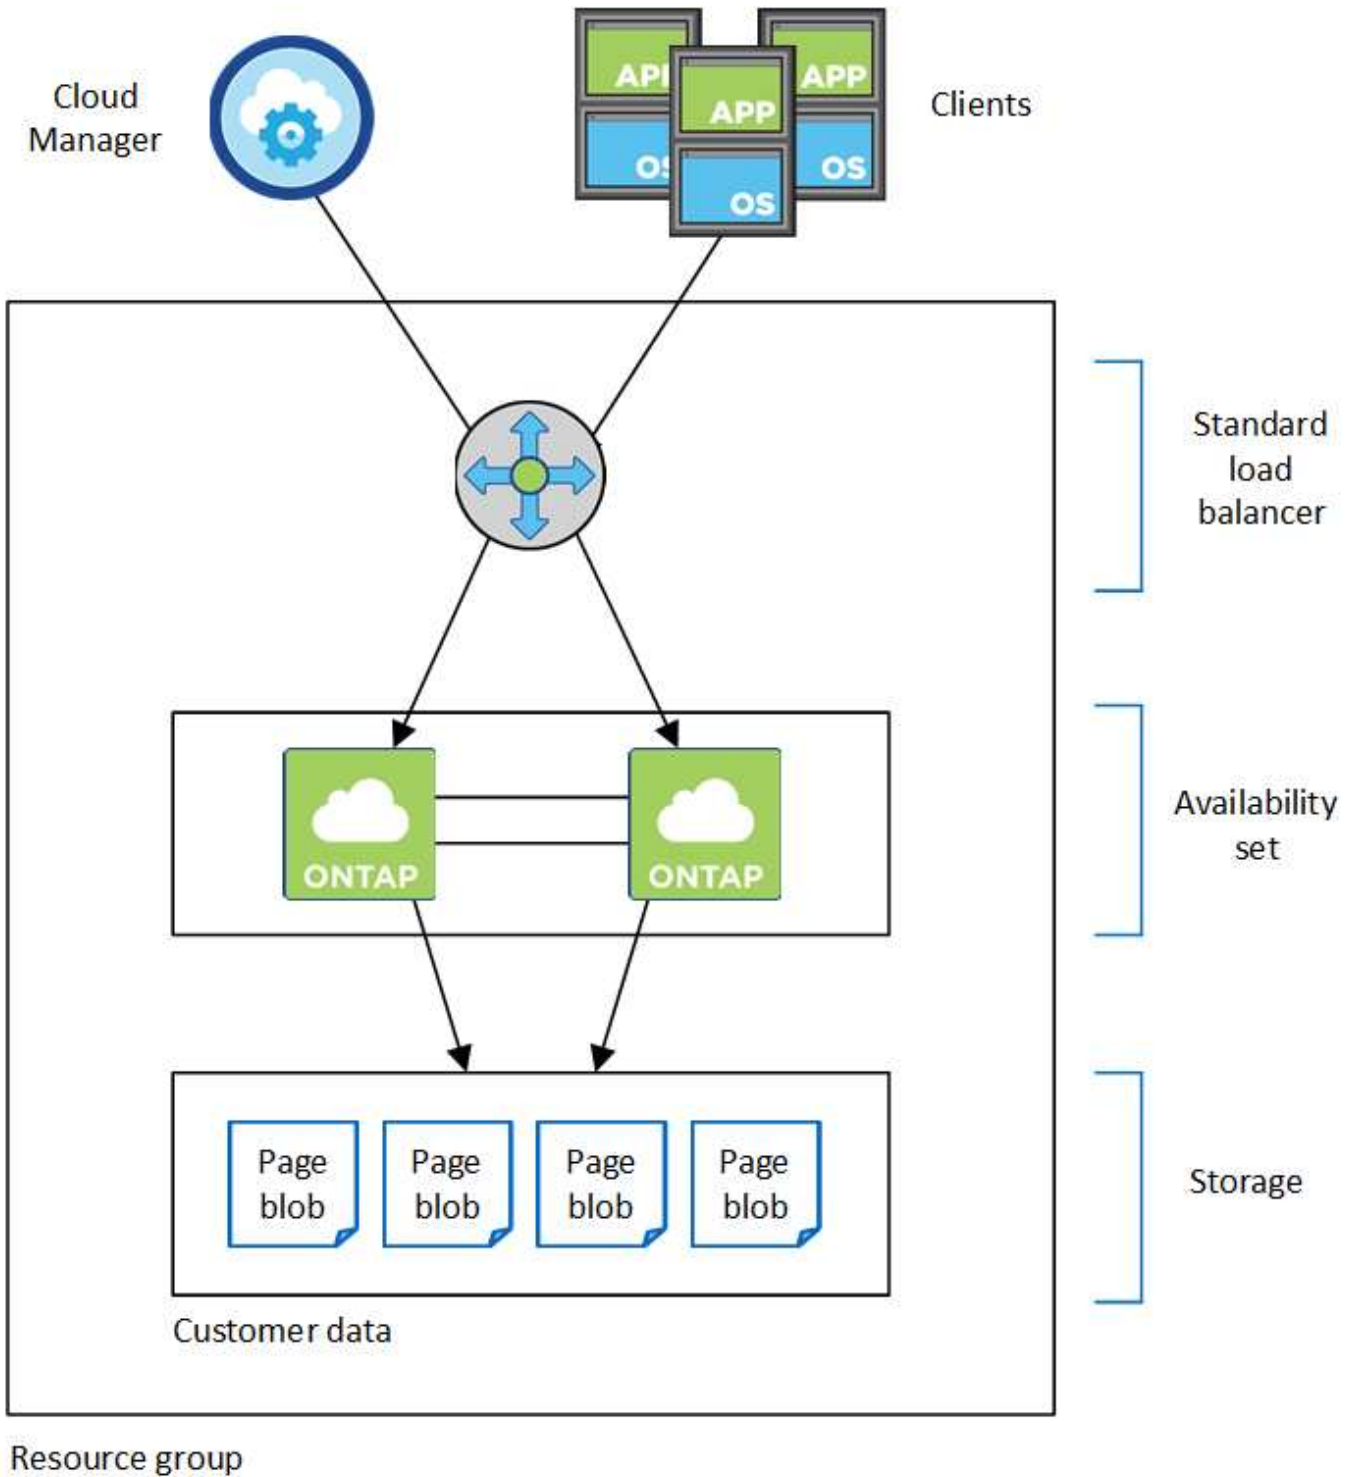 Cloud
Manager
APP
APP
APP
OS
OS
OS
Clients
Standard
load
balancer
ONTAP
ONTAP
Availability
set
Page
blob
Page
blob
Page
blob
Page
blob
Storage
Customer data
Resource group